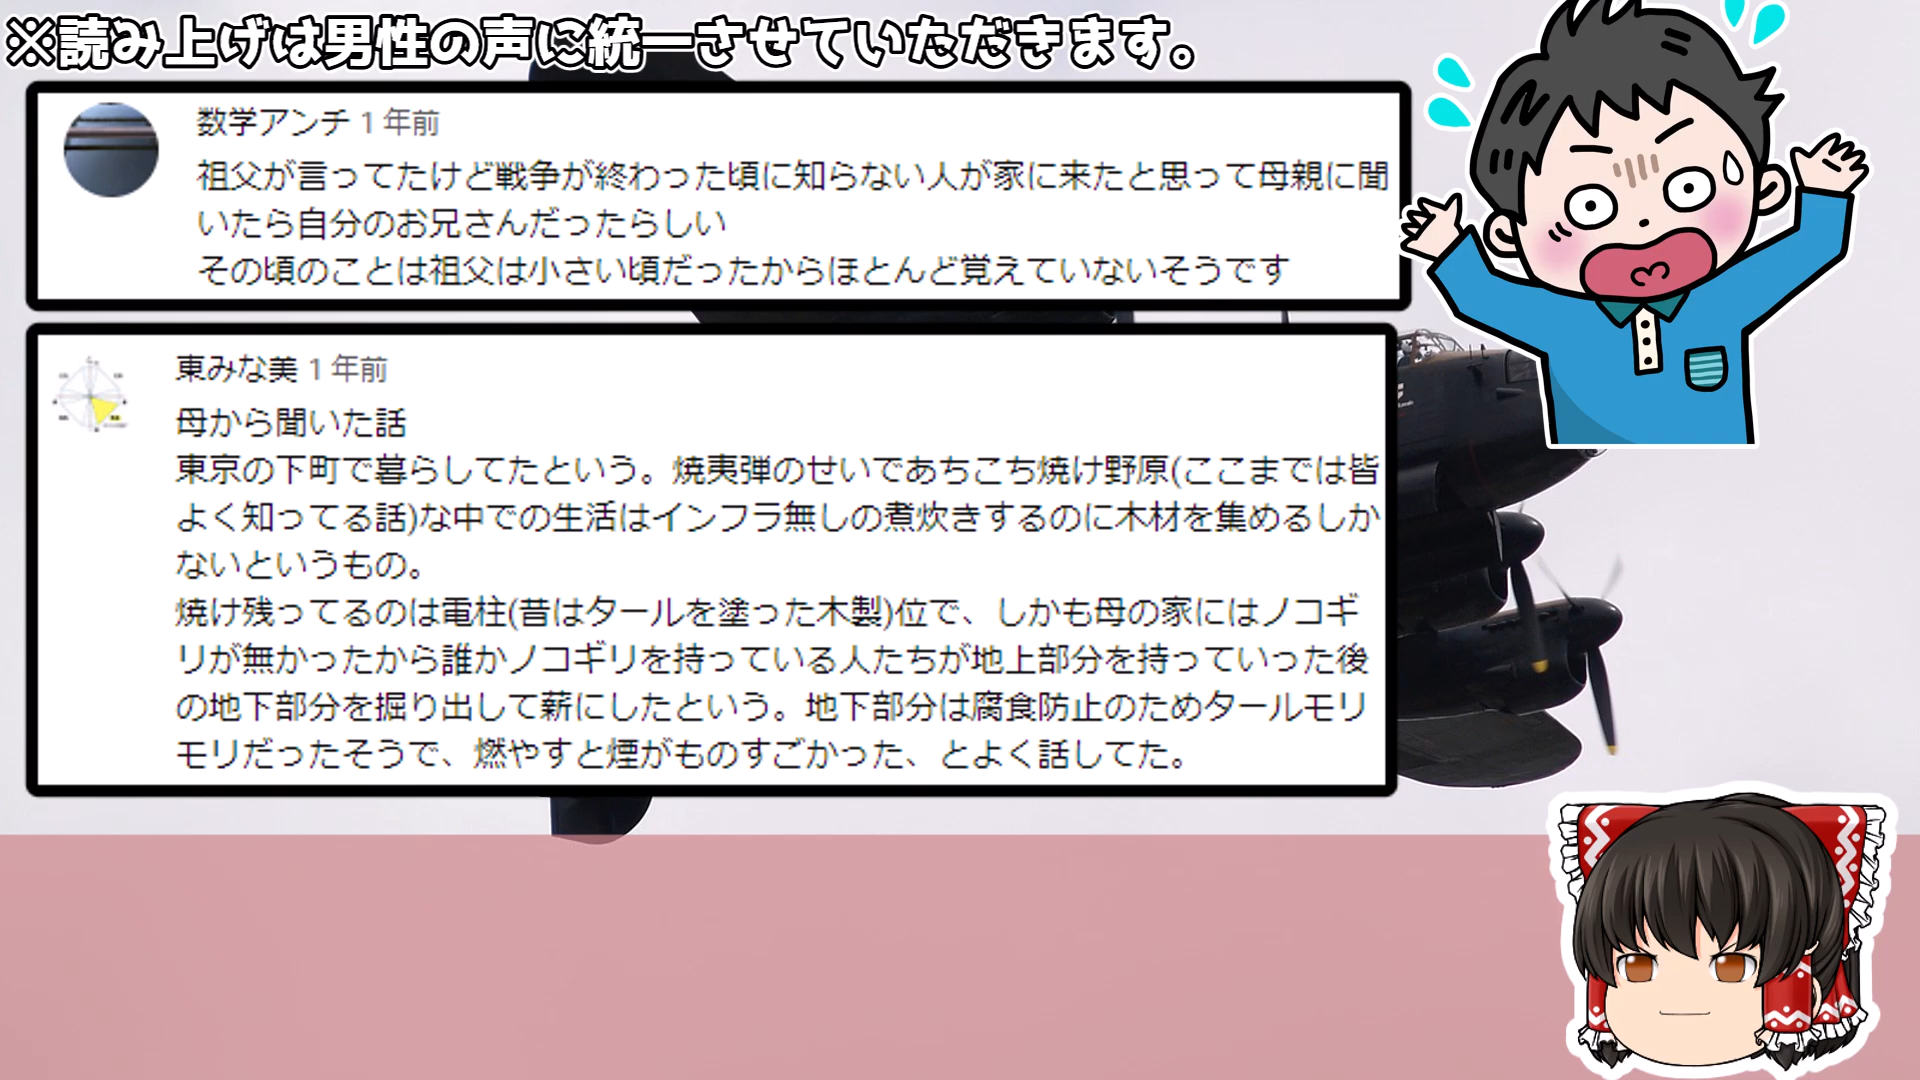 ※読み上げは男性の声に統一させていただきます。
数学アンチ 1 年前
祖父が言ってたけど戦争が終わった頃に知らない人が家に来たと思って母親に聞
いたら自分のお兄さんだったらしい
その頃のことは祖父は小さい頃だったからほとんど覚えていないそうです
東みな美 1 年前
母から聞いた話
東京の下町で暮らしてたという。焼夷弾のせいであちこち焼け野原(ここまでは皆
よく知ってる話)な中での生活はインフラ無しの煮炊きするのに木材を集めるしか
ないというもの。
焼け残ってるのは電柱(昔はタールを塗った木製)位で、しかも母の家にはノコギ
リが無かったから誰かノコギリを持っている人たちが地上部分を持っていった後
の地下部分を掘り出して薪にしたという。地下部分は腐食防止のためタールモリ
モリだったそうで、燃やすと煙がものすごかった、とよく話してた。